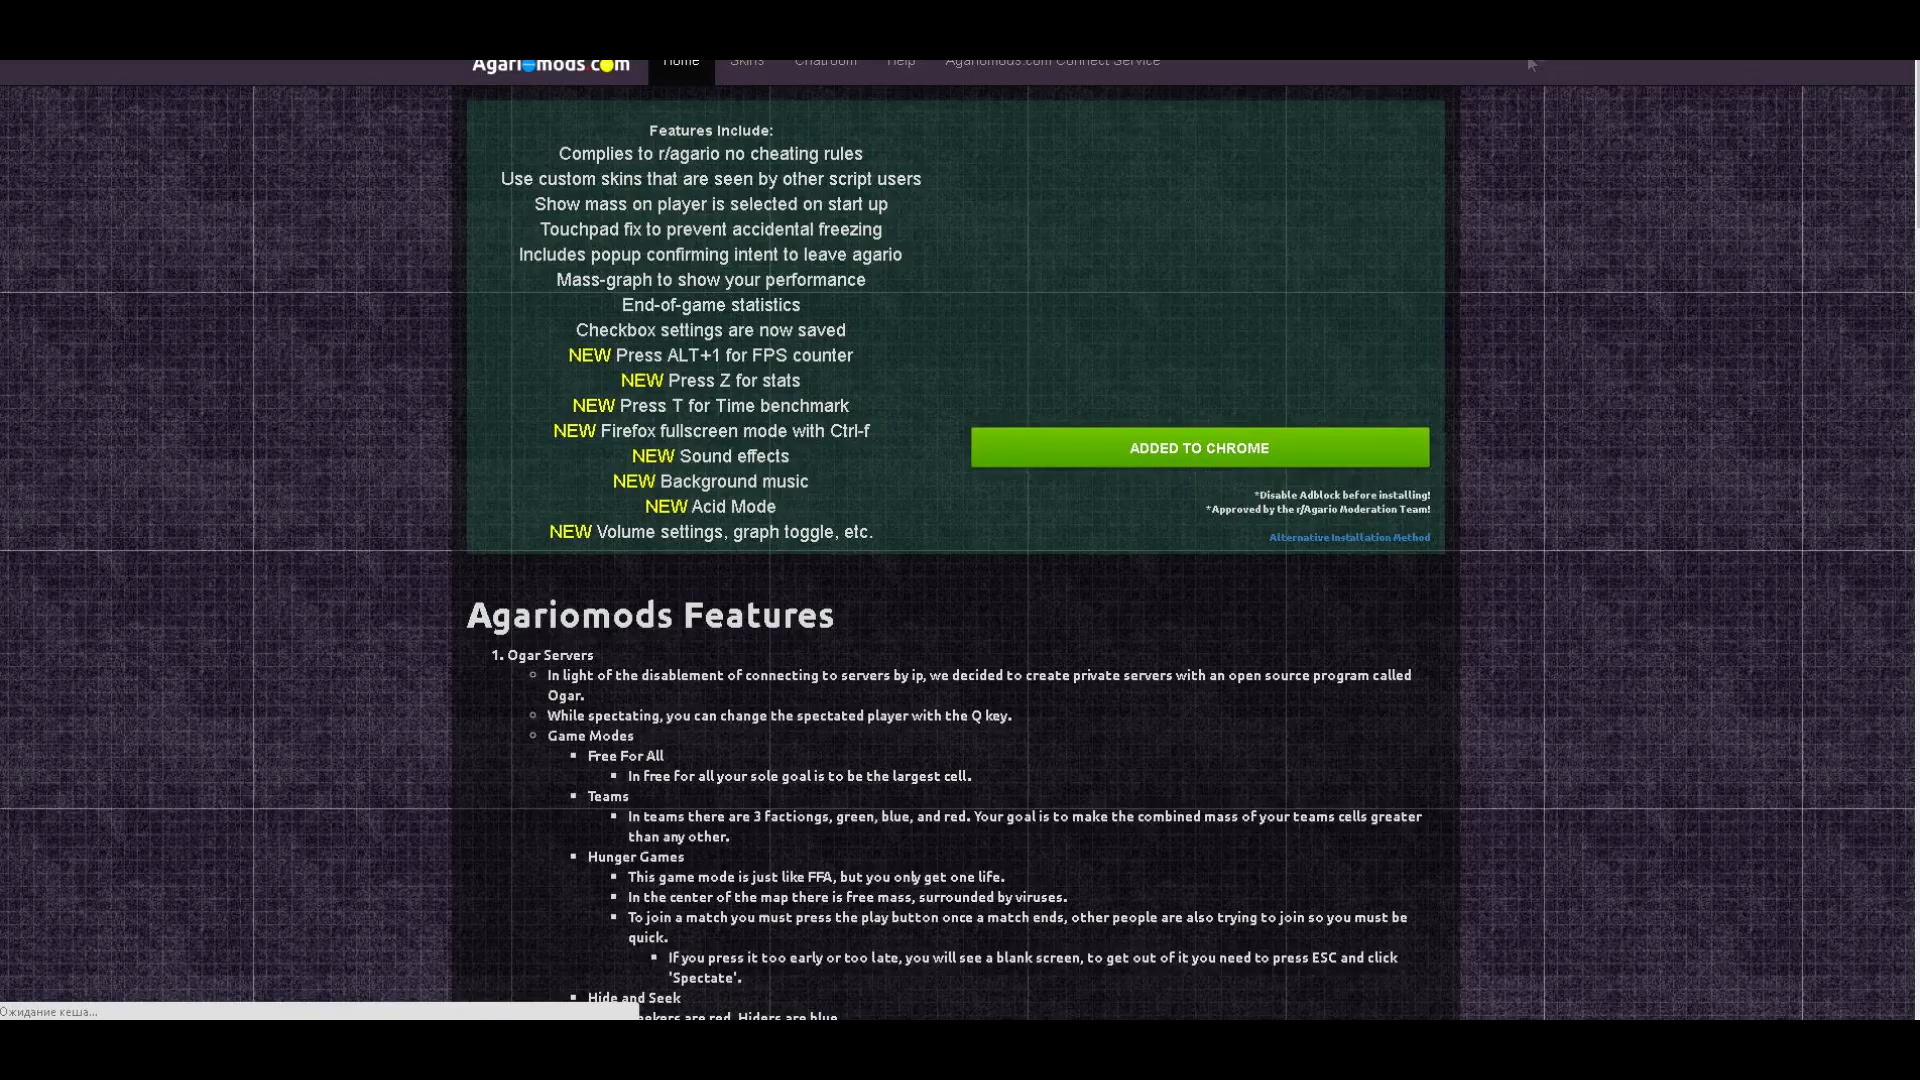 Agariomods.com Home Skins Chatroom Help Agariomods.com Connect Service
Features Include:
Complies to r/agario no cheating rules
Use custom skins that are seen by other script users
Show mass on player is selected on start up
Touchpad fix to prevent accidental freezing
Includes popup confirming intent to leave agario
Mass-graph to show your performance
End-of-game statistics
Checkbox settings are now saved
NEW Press ALT+1 for FPS counter
NEW Press Z for stats
NEW Press T for Time benchmark
NEW Firefox fullscreen mode with Ctrl-f
NEW Sound effects
NEW Background music
NEW Acid Mode
NEW Volume settings, graph toggle, etc.
ADDED TO CHROME
*Disable Adblock before installing!
*Approved by the r/Agario Moderation Team!
Alternative Installation Method
Agariomods Features
1. Ogar Servers
In light of the disablement of connecting to servers by ip, we decided to create private servers with an open source program called
Ogar.
While spectating, you can change the spectated player with the Q key.
Game Modes
Free For All
In free for all your sole goal is to be the largest cell.
Teams
In teams there are 3 factiongs, green, blue, and red. Your goal is to make the combined mass of your teams cells greater
than any other.
Hunger Games
This game mode is just like FFA, but you only get one life.
In the center of the map there is free mass, surrounded by viruses.
To join a match you must press the play button once a match ends, other people are also trying to join so you must be
quick.
If you press it too early or too late, you will see a blank screen, to get out of it you need to press ESC and click
'Spectate'.
Hide and Seek
are red. Hiders are blue
Ожидание кеша...